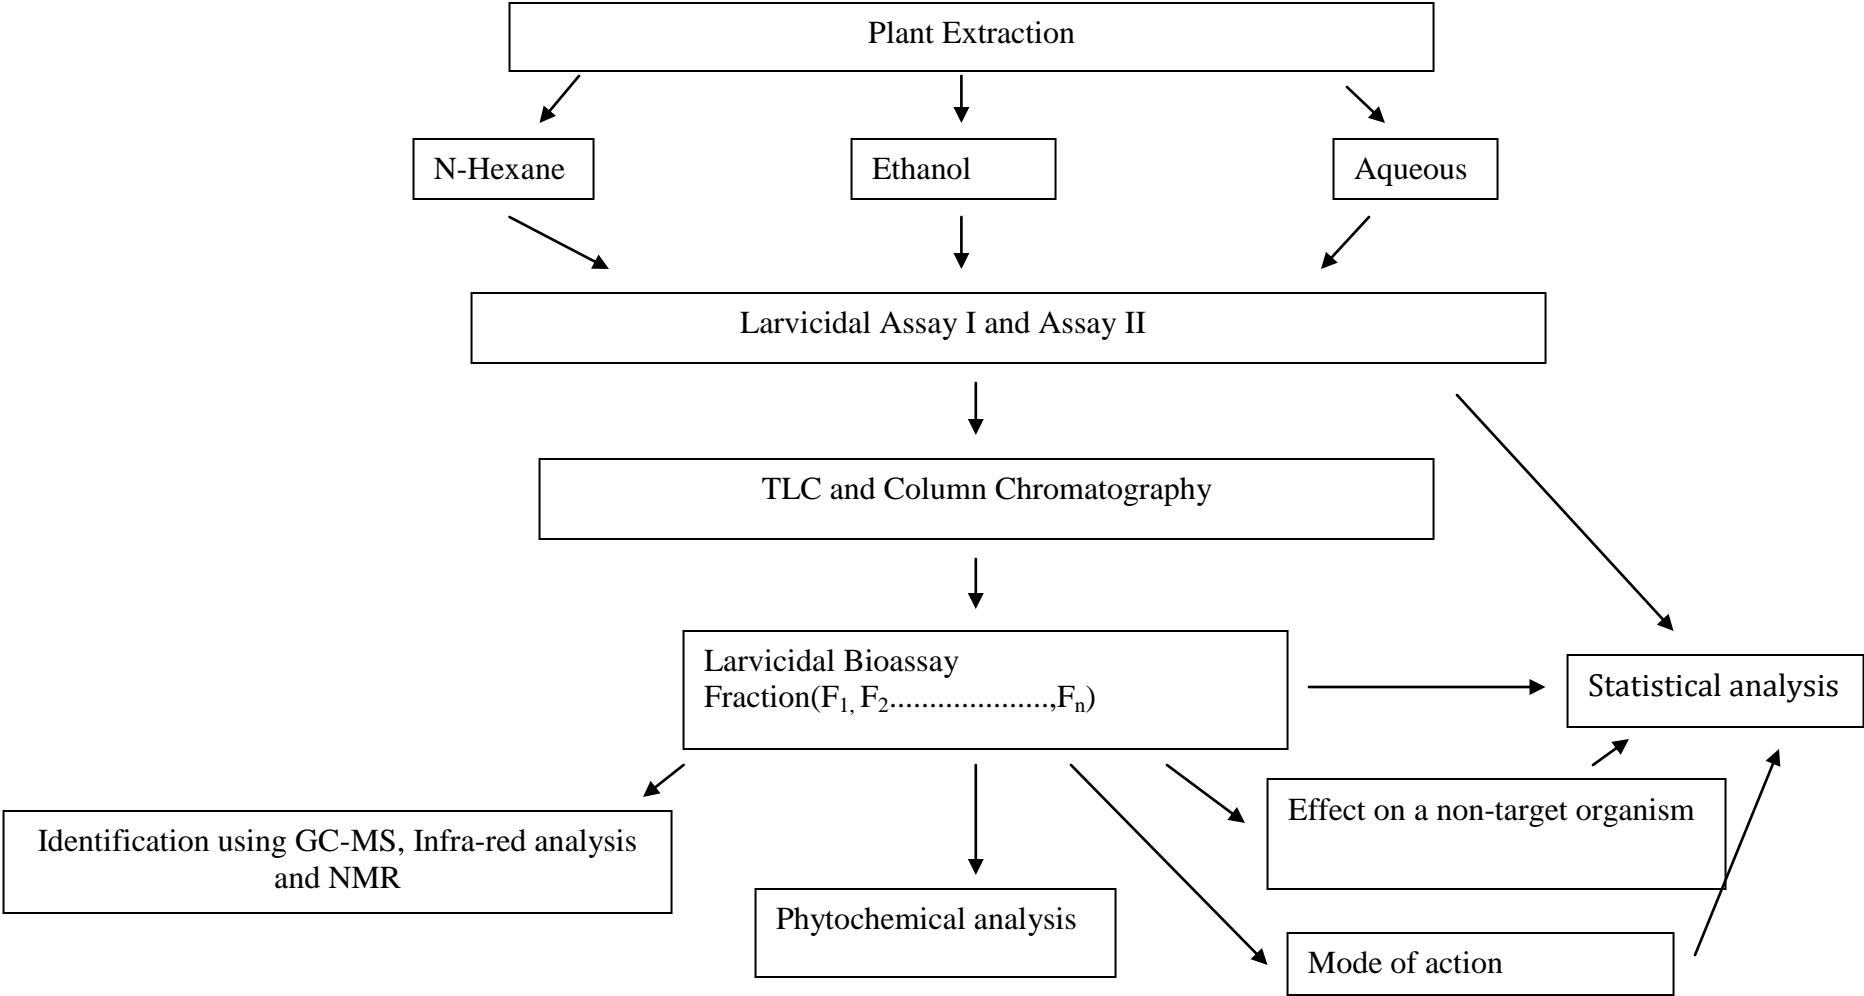 Plant Extraction
N-Hexane
Ethanol
Aqueous
Larvicidal Assay I and Assay II
TLC and Column Chromatography
Larvicidal Bioassay
Fraction(F₁, F₂....................,Fₙ)
Statistical analysis
Effect on a non-target organism
Identification using GC-MS, Infra-red analysis
and NMR
Phytochemical analysis
Mode of action